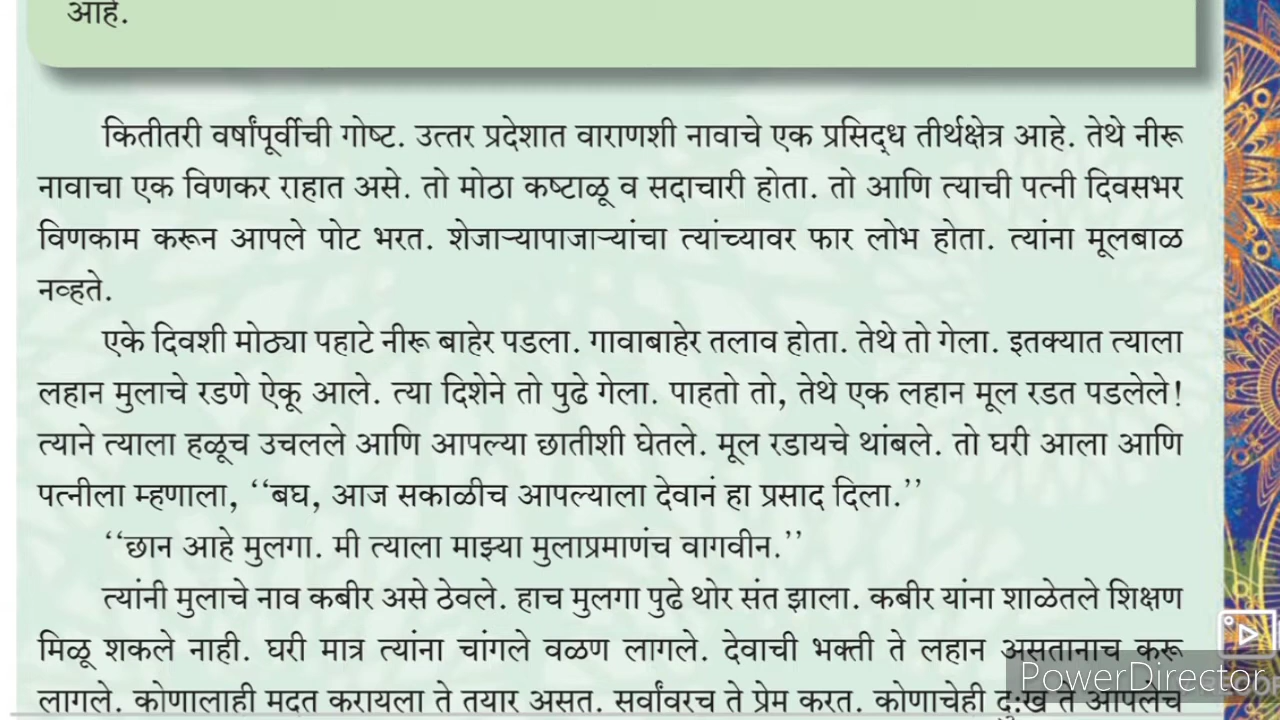 आहे.
कितीतरी वर्षांपूर्वीची गोष्ट. उत्तर प्रदेशात वाराणशी नावाचे एक प्रसिद्ध तीर्थक्षेत्र आहे. तेथे नीरू
नावाचा एक विणकर राहात असे. तो मोठा कष्टाळू व सदाचारी होता. तो आणि त्याची पत्नी दिवसभर
विणकाम करून आपले पोट भरत. शेजाऱ्यापाजाऱ्यांचा त्यांच्यावर फार लोभ होता. त्यांना मूलबाळ
नव्हते.
एके दिवशी मोठ्या पहाटे नीरू बाहेर पडला. गावाबाहेर तलाव होता. तेथे तो गेला. इतक्यात त्याला
लहान मुलाचे रडणे ऐकू आले. त्या दिशेने तो पुढे गेला. पाहतो तो, तेथे एक लहान मूल रडत पडलेले!
त्याने त्याला हळूच उचलले आणि आपल्या छातीशी घेतले. मूल रडायचे थांबले. तो घरी आला आणि
पत्नीला म्हणाला, ‘‘बघ, आज सकाळीच आपल्याला देवानं हा प्रसाद दिला.’’
‘‘छान आहे मुलगा. मी त्याला माझ्या मुलाप्रमाणंच वागवीन.’’
त्यांनी मुलाचे नाव कबीर असे ठेवले. हाच मुलगा पुढे थोर संत झाला. कबीर यांना शाळेतले शिक्षण
मिळू शकले नाही. घरी मात्र त्यांना चांगले वळण लागले. देवाची भक्ती ते लहान असतानाच करू
लागले. कोणालाही मदत करायला ते तयार असत. सर्वांवरच ते प्रेम करत. कोणाचेही दुःख ते आपलेच
PowerDirector